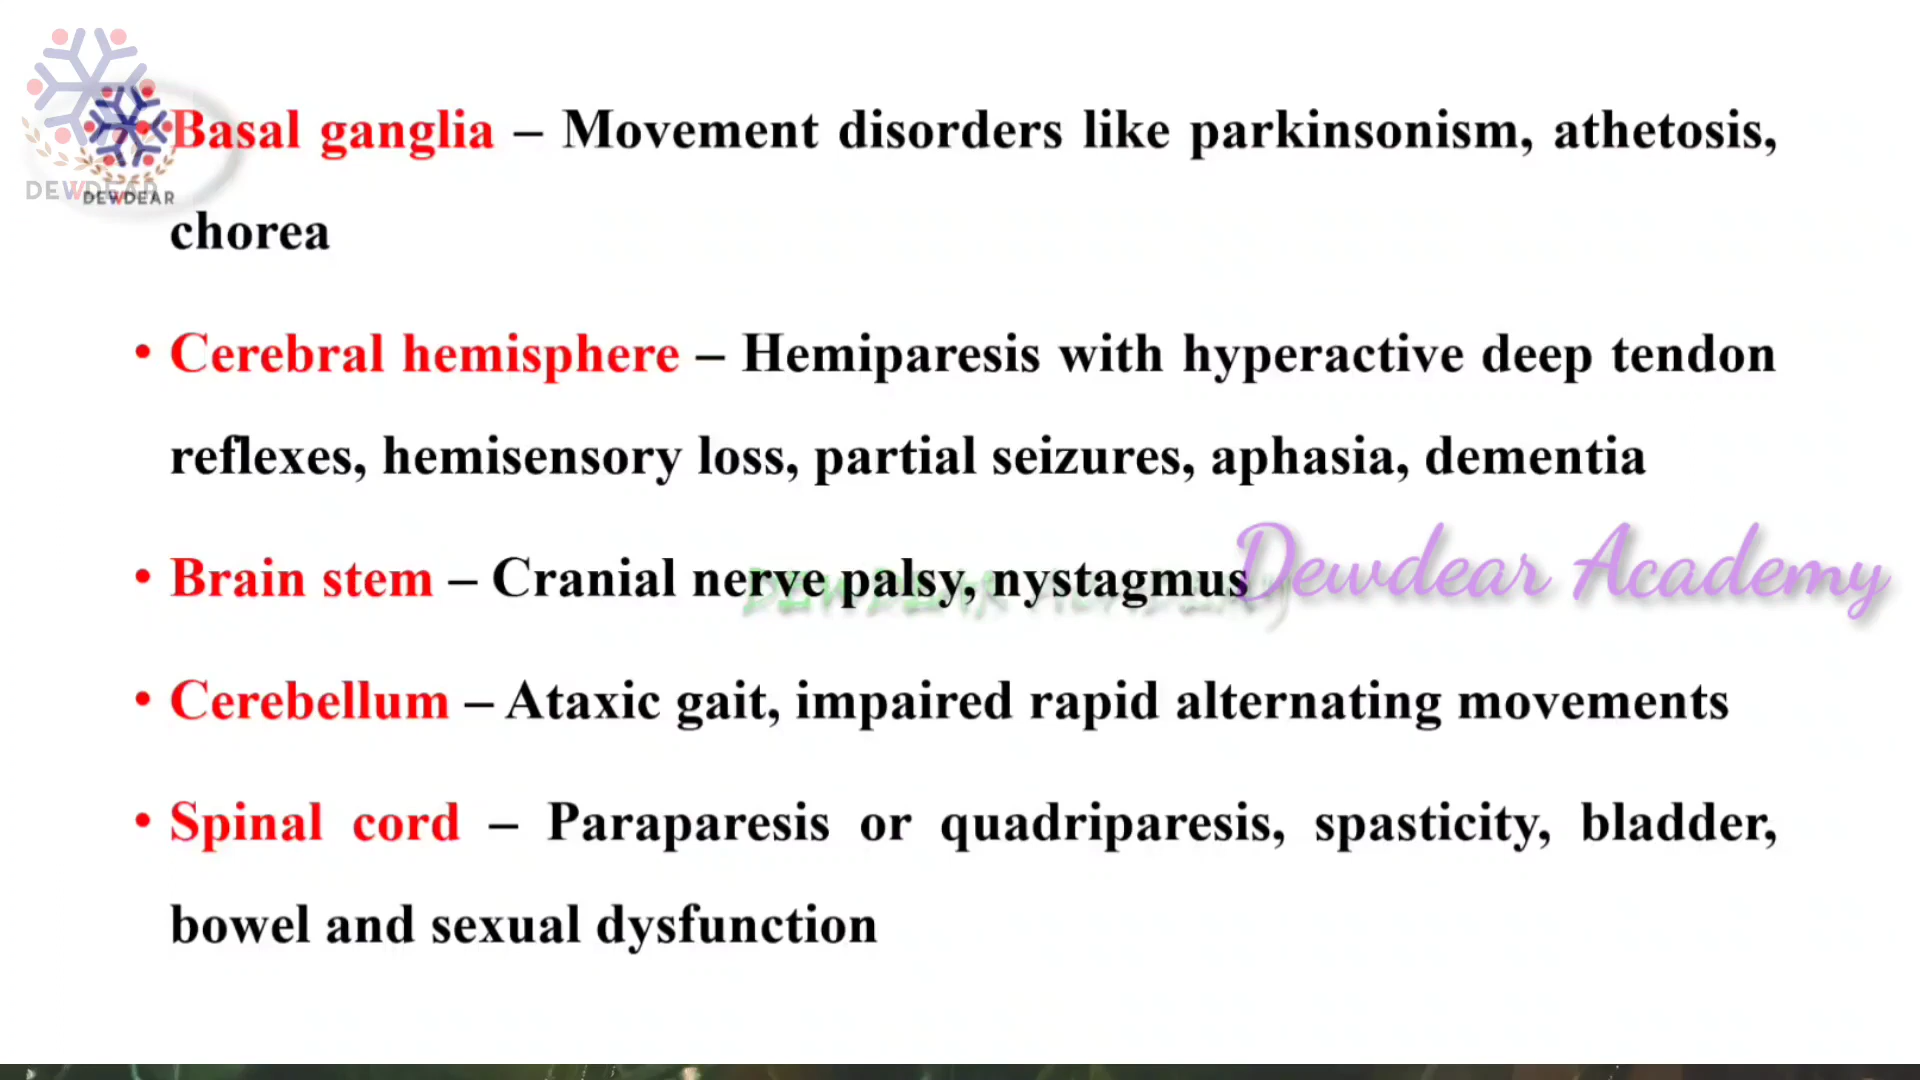 DEWDEAR
DEWDEAR
• Basal ganglia – Movement disorders like parkinsonism, athetosis,
chorea
• Cerebral hemisphere – Hemiparesis with hyperactive deep tendon
reflexes, hemisensory loss, partial seizures, aphasia, dementia
• Brain stem – Cranial nerve palsy, nystagmus
Dewdear Academy
• Cerebellum – Ataxic gait, impaired rapid alternating movements
• Spinal cord – Paraparesis or quadriparesis, spasticity, bladder,
bowel and sexual dysfunction